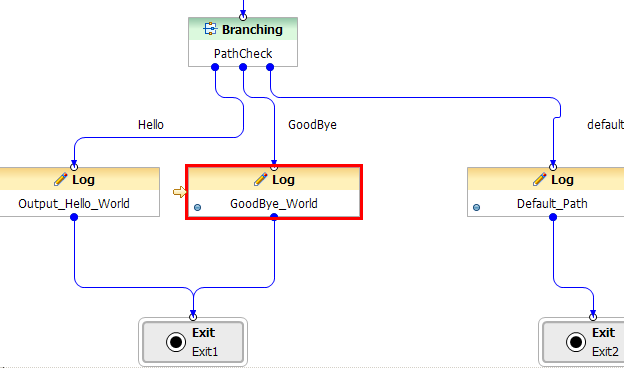 Branching
PathCheck
Hello
GoodBye
default
Log
Output_Hello_World
Log
GoodBye_World
Log
Default_Path
Exit
Exit1
Exit
Exit2